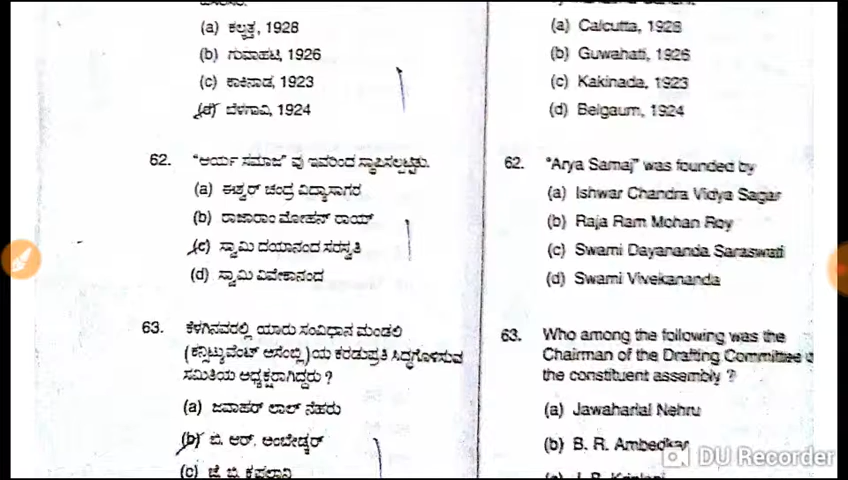 (a) ಕಲ್ಕತ್ತ, 1928
(b) ಗುವಾಹಟಿ, 1926
(c) ಕಾಕಿನಾಡ, 1923
(d) ಬೆಳಗಾವಿ, 1924
62. "ಆರ್ಯ ಸಮಾಜ" ವು ಇವರಿಂದ ಸ್ಥಾಪಿಸಲ್ಪಟ್ಟಿತು.
(a) ಈಶ್ವರ್ ಚಂದ್ರ ವಿದ್ಯಾಸಾಗರ
(b) ರಾಜಾರಾಂ ಮೋಹನ್ ರಾಯ್
(c) ಸ್ವಾಮಿ ದಯಾನಂದ ಸರಸ್ವತಿ
(d) ಸ್ವಾಮಿ ವಿವೇಕಾನಂದ
63. ಕೆಳಗಿನವರಲ್ಲಿ ಯಾರು ಸಂವಿಧಾನ ಮಂಡಲಿ
(ಕನ್ಸಿಟ್ಯುವೆಂಟ್ ಅಸೆಂಬ್ಲಿ)ಯ ಕರಡುಪ್ರತಿ ಸಿದ್ಧಗೊಳಿಸುವ
ಸಮಿತಿಯ ಅಧ್ಯಕ್ಷರಾಗಿದ್ದರು ?
(a) ಜವಾಹರ್ ಲಾಲ್ ನೆಹರು
(b) ಬಿ. ಆರ್. ಅಂಬೇಡ್ಕರ್
(c) ಜೆ. ಬಿ. ಕೃಪಲಾನಿ
(a) Calcutta, 1928
(b) Guwahati, 1926
(c) Kakinada, 1923
(d) Belgaum, 1924
62. "Arya Samaj" was founded by
(a) Ishwar Chandra Vidya Sagar
(b) Raja Ram Mohan Roy
(c) Swami Dayananda Saraswati
(d) Swami Vivekananda
63. Who among the following was the
Chairman of the Drafting Committee
the constituent assembly ?
(a) Jawaharlal Nehru
(b) B. R. Ambedkar
DU Recorder